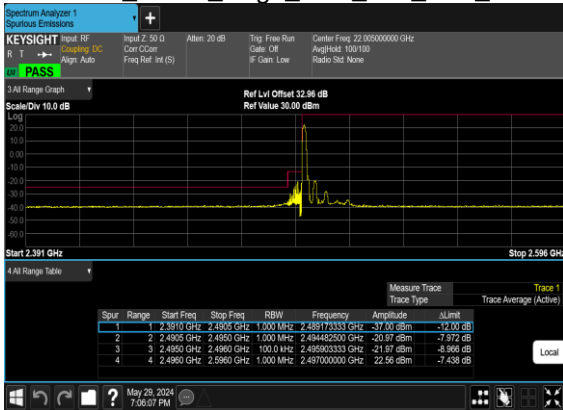 Spectrum Analyzer 1
Spurious Emissions
KEYSIGHT Input: RF Input Z: 50 Ω Atten: 20 dB Trig: Free Run Center Freq: 22.005000000 GHz
R T Coupling: DC Corr CCorr Gate: Off Avg|Hold: 100/100
Align: Auto Freq Ref: Int (S) IF Gain: Low Radio Std: None
PASS
3 All Range Graph
Ref Lvl Offset 32.96 dB
Scale/Div 10.0 dB Ref Value 30.00 dBm
Log
20.0
10.0
0.00
-10.0
-20.0
-30.0
-40.0
-50.0
-60.0
Start 2.391 GHz Stop 2.596 GHz
4 All Range Table
Measure Trace Trace 1
Trace Type Trace Average (Active)
Spur Range Start Freq Stop Freq RBW Frequency Amplitude ΔLimit
1 1 2.3910 GHz 2.4905 GHz 1.000 MHz 2.489173333 GHz -37.00 dBm -12.00 dB
2 2 2.4905 GHz 2.4950 GHz 1.000 MHz 2.494482500 GHz -20.97 dBm -7.972 dB
3 3 2.4950 GHz 2.4960 GHz 100.0 kHz 2.495903333 GHz -21.97 dBm -8.966 dB
4 4 2.4960 GHz 2.5960 GHz 1.000 MHz 2.497000000 GHz 22.56 dBm -7.438 dB
Local
May 29, 2024
7:06:07 PM